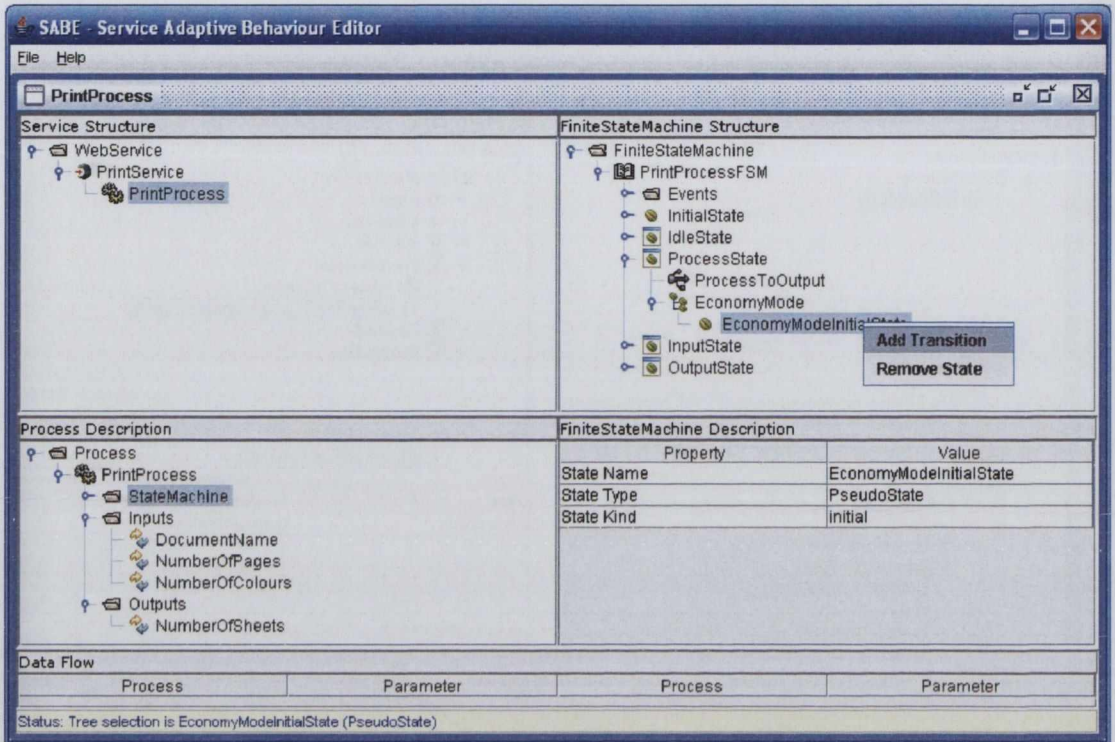 SABE - Service Adaptive Behaviour Editor
File Help
PrintProcess
Service Structure
WebService
PrintService
PrintProcess
FiniteStateMachine Structure
FiniteStateMachine
PrintProcessFSM
Events
InitialState
IdleState
ProcessState
ProcessToOutput
EconomyMode
EconomyModeInitialState
InputState
OutputState
Add Transition
Remove State
Process Description
Process
PrintProcess
StateMachine
Inputs
DocumentName
NumberOfPages
NumberOfColours
Outputs
NumberOfSheets
FiniteStateMachine Description
Property Value
State Name EconomyModeInitialState
State Type PseudoState
State Kind initial
Data Flow
Process Parameter Process Parameter
Status: Tree selection is EconomyModeInitialState (PseudoState)